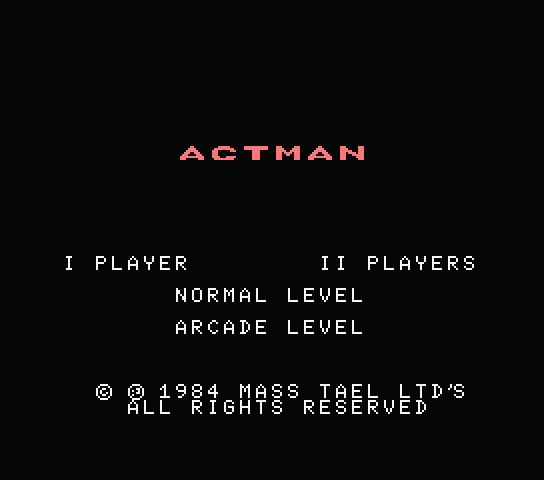 ACTMAN
I PLAYER II PLAYERS
NORMAL LEVEL
ARCADE LEVEL
© 1984 MASS TAEL LTD'S
ALL RIGHTS RESERVED